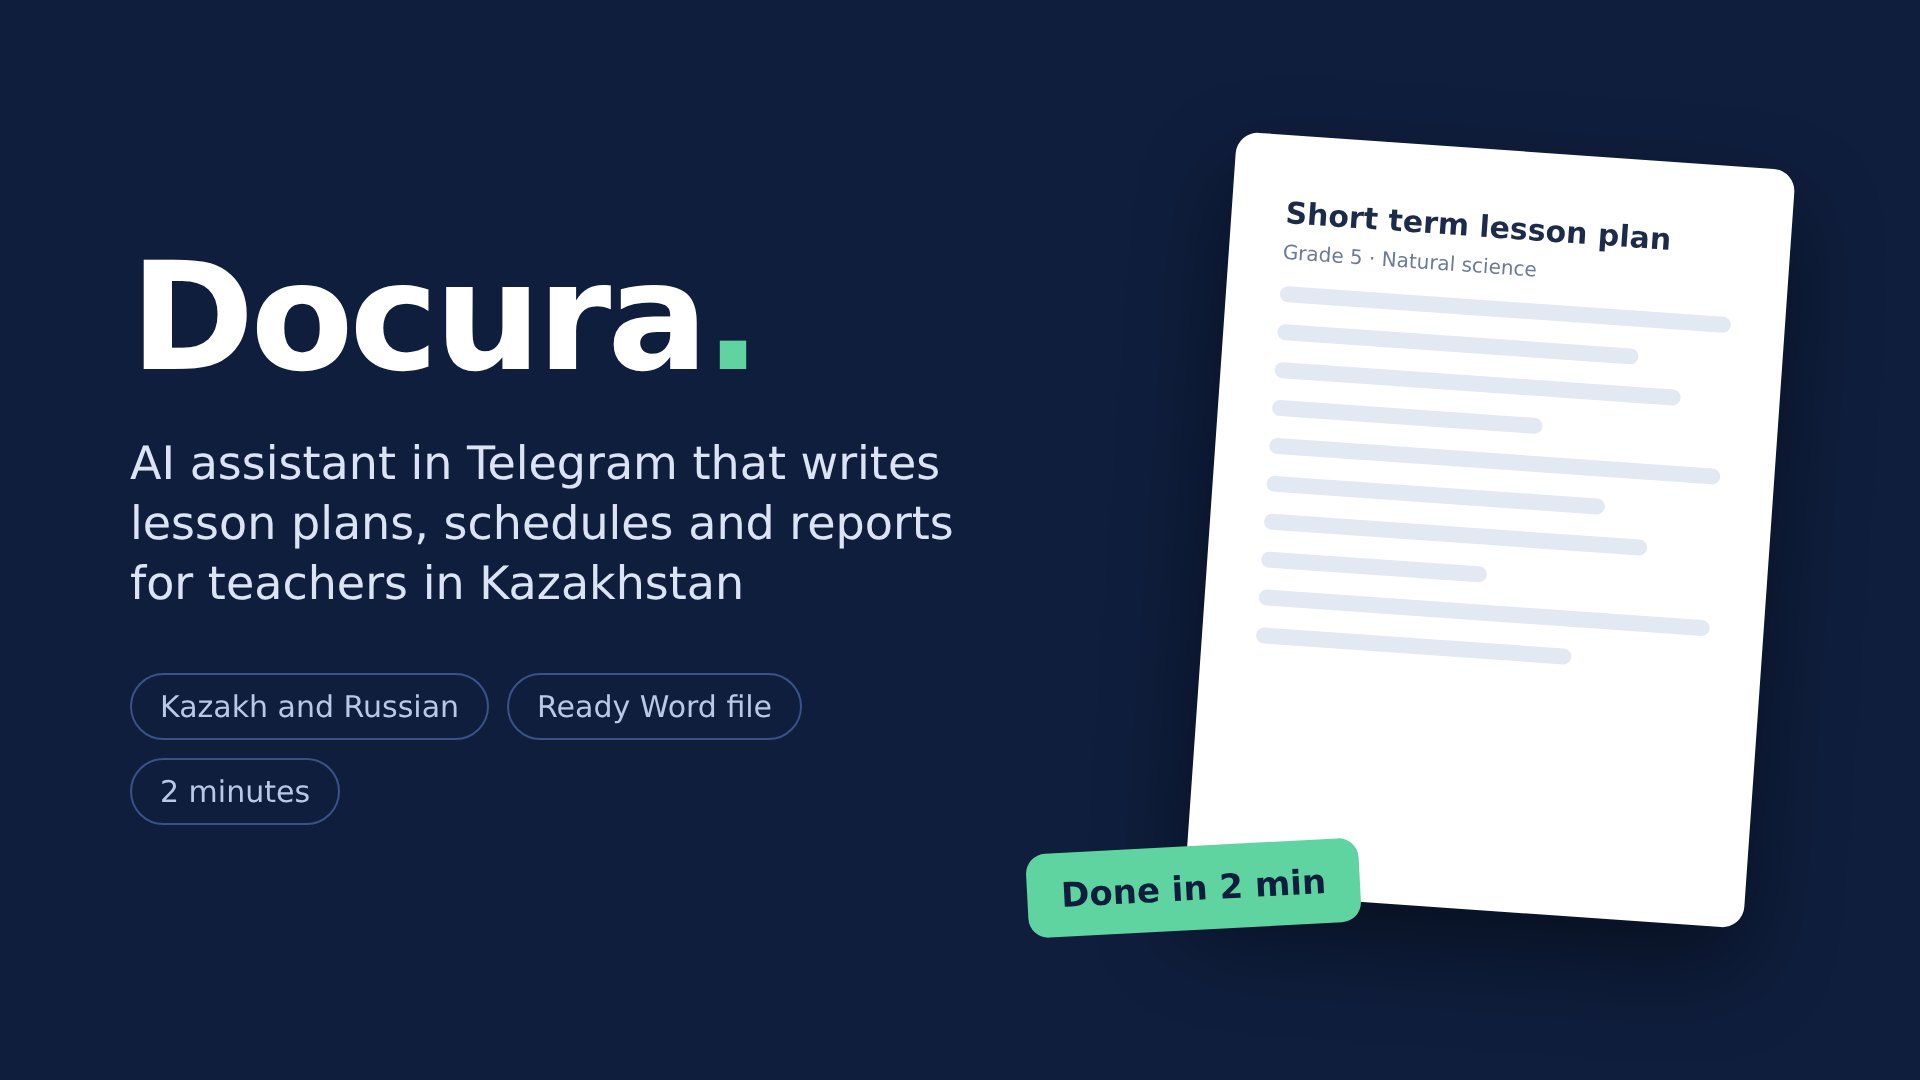 Docura.
AI assistant in Telegram that writes
lesson plans, schedules and reports
for teachers in Kazakhstan
Kazakh and Russian
Ready Word file
2 minutes
Short term lesson plan
Grade 5 · Natural science
Done in 2 min